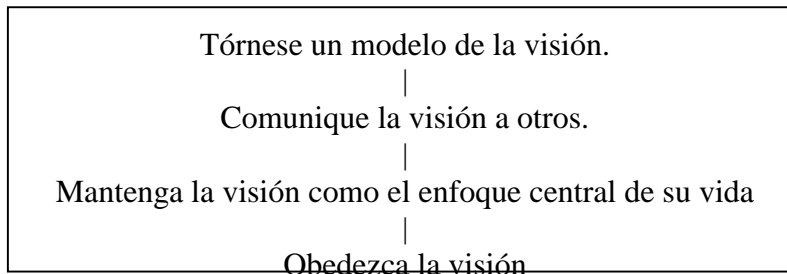 Tórnese un modelo de la visión.
|
Comunique la visión a otros.
|
Mantenga la visión como el enfoque central de su vida
|
Obedezca la visión